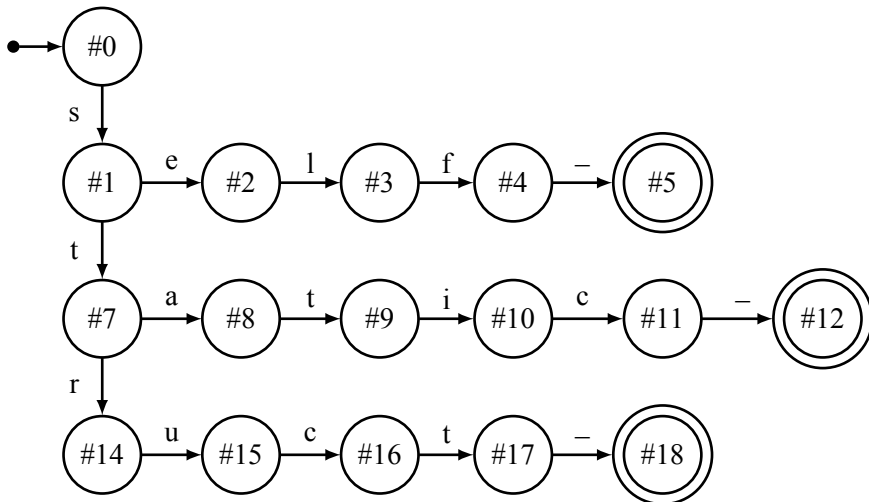 #0
s
#1 e #2 l #3 f #4 – #5
t
#7 a #8 t #9 i #10 c #11 – #12
r
#14 u #15 c #16 t #17 – #18